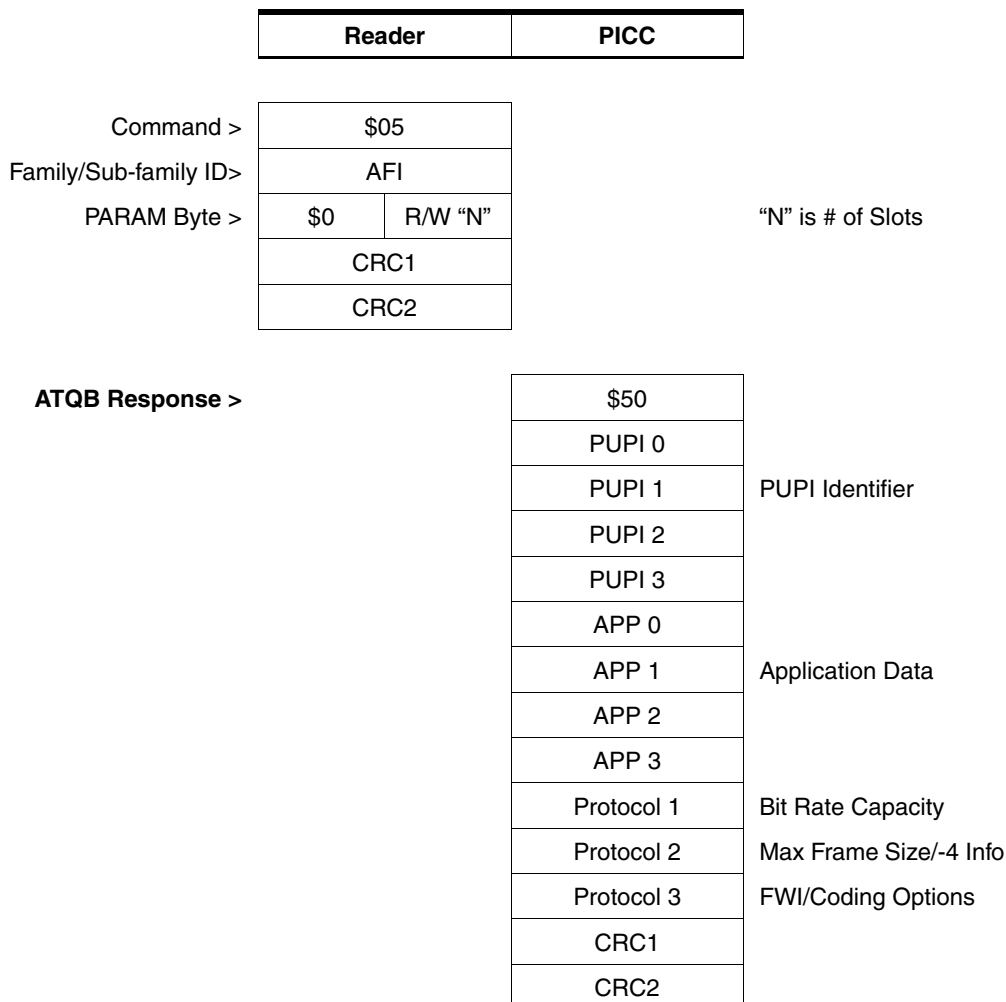 Reader PICC
Command > $05
Family/Sub-family ID> AFI
PARAM Byte > $0 R/W “N” “N” is # of Slots
CRC1
CRC2
ATQB Response > $50
PUPI 0
PUPI 1 PUPI Identifier
PUPI 2
PUPI 3
APP 0
APP 1 Application Data
APP 2
APP 3
Protocol 1 Bit Rate Capacity
Protocol 2 Max Frame Size/-4 Info
Protocol 3 FWI/Coding Options
CRC1
CRC2